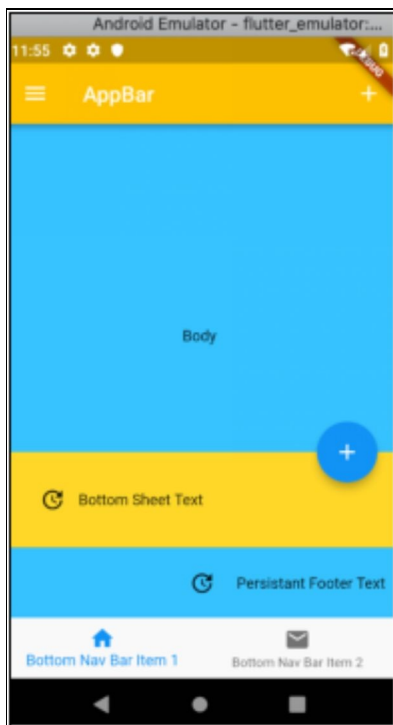 Android Emulator - flutter_emulator:...
11:55
DEBUG
AppBar
Body
Bottom Sheet Text
Persistant Footer Text
Bottom Nav Bar Item 1
Bottom Nav Bar Item 2